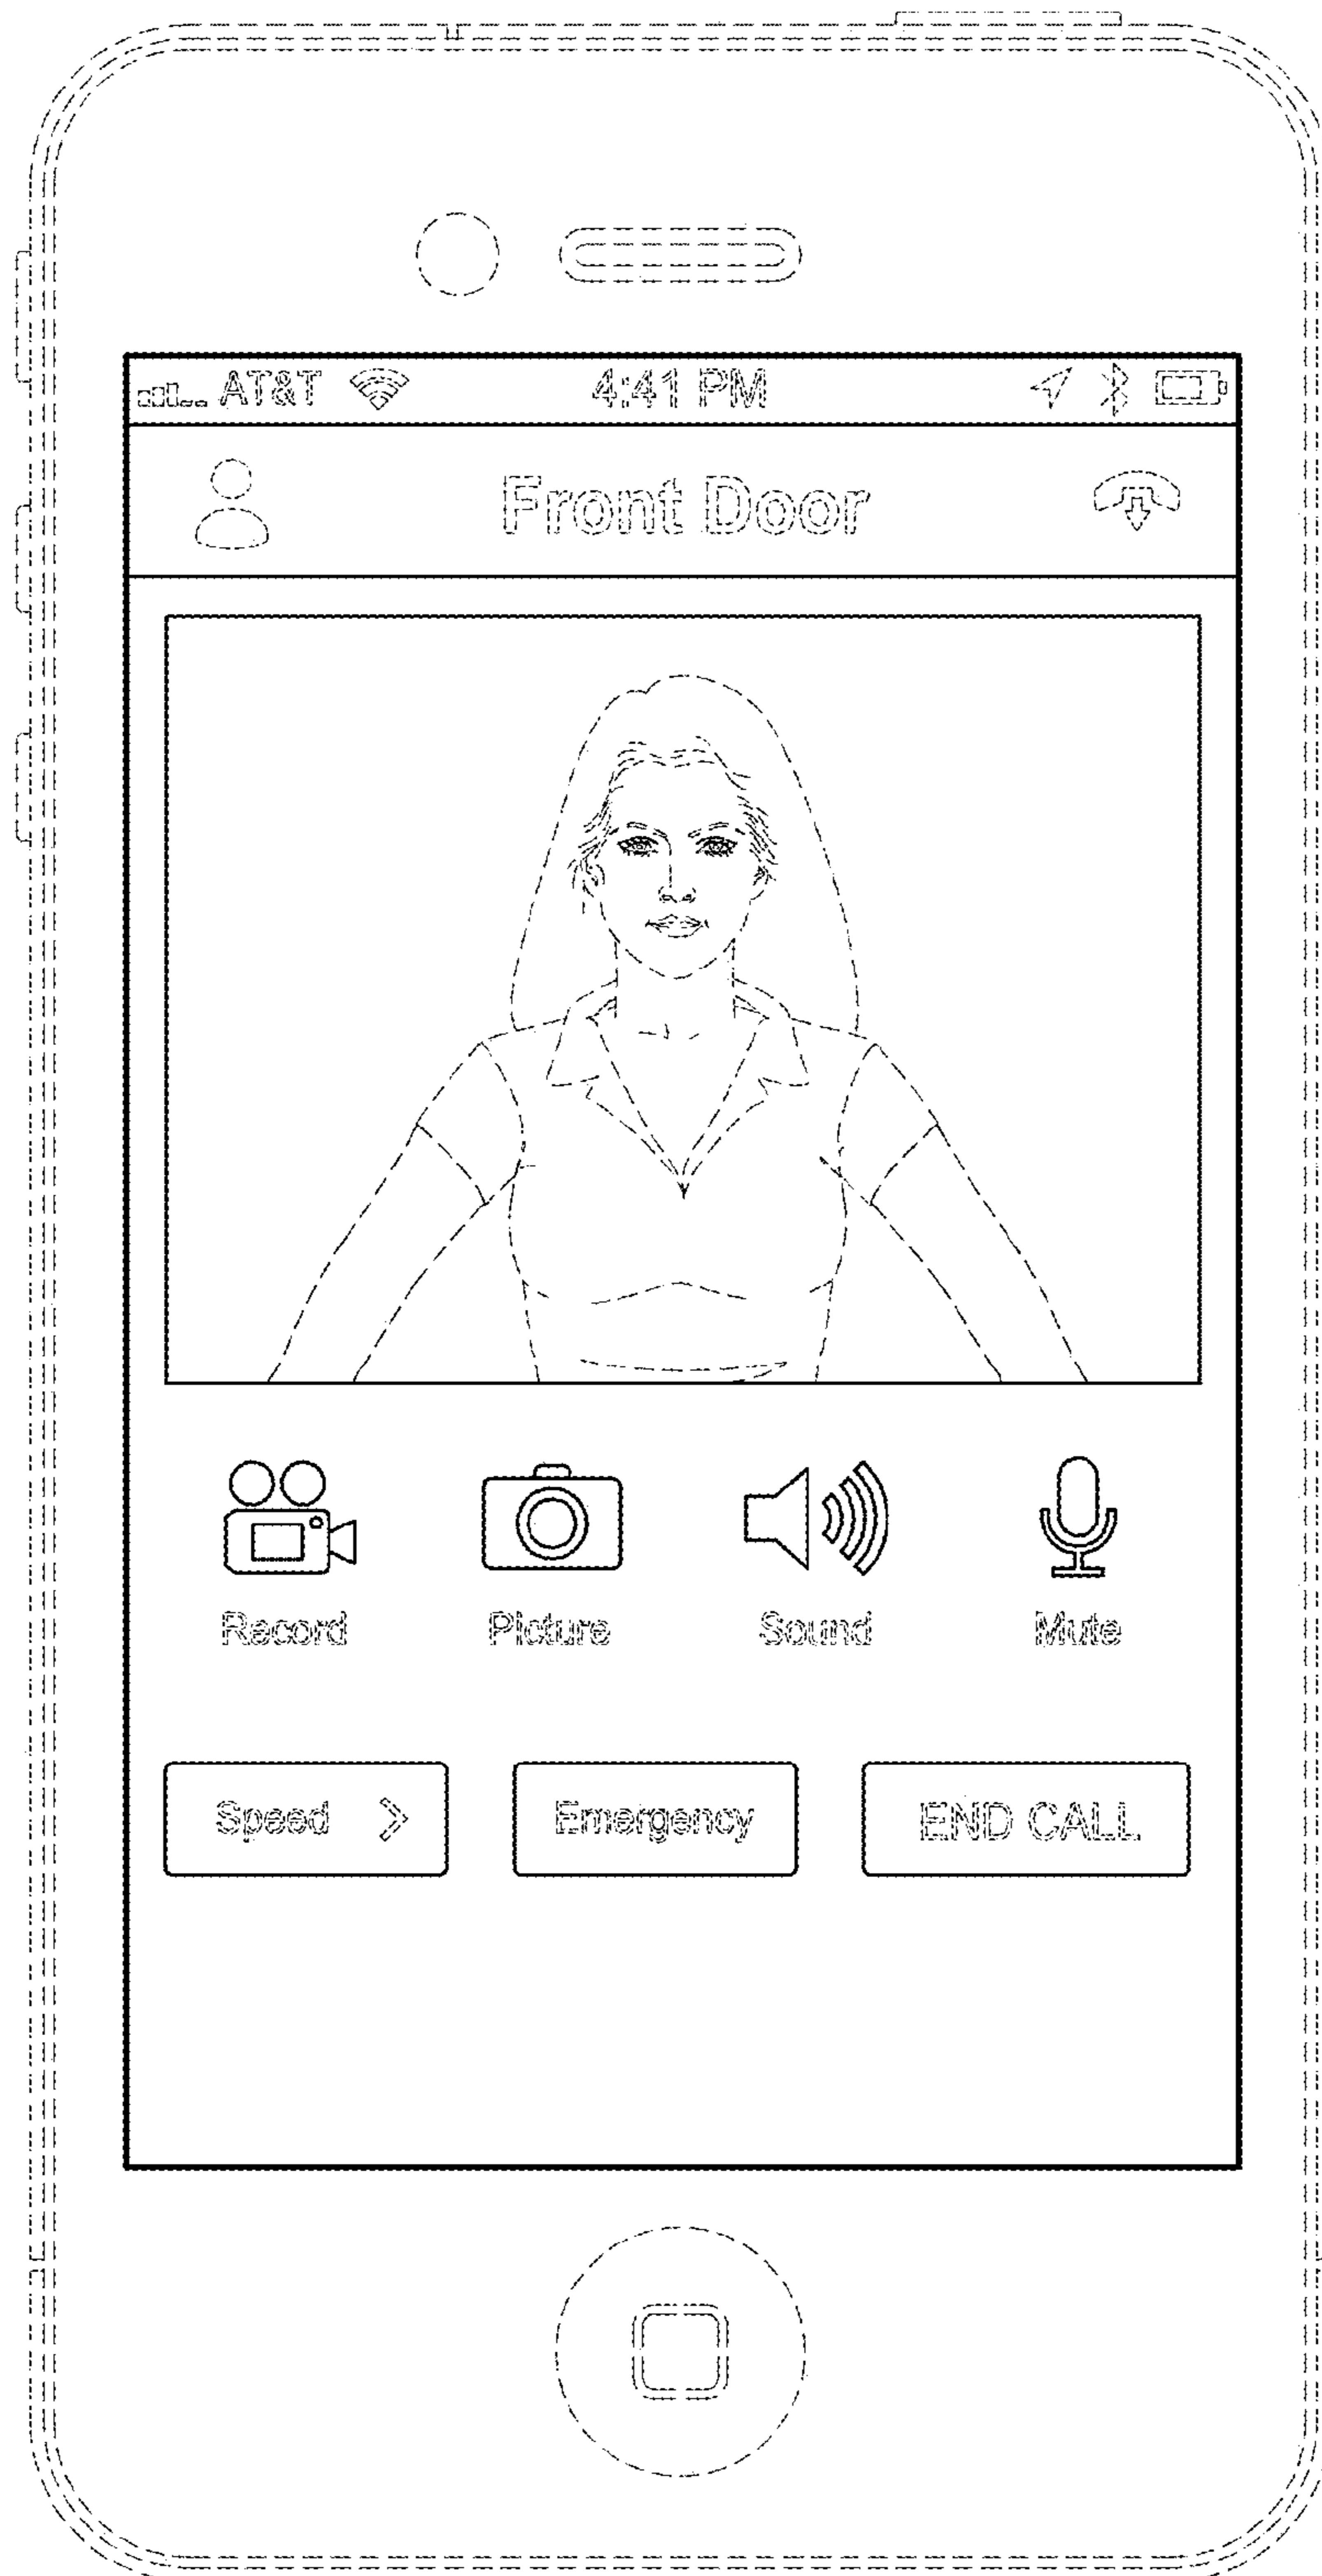 AT&T 4:41 PM
Front Door
Record Picture Sound Mute
Speed > Emergency END CALL